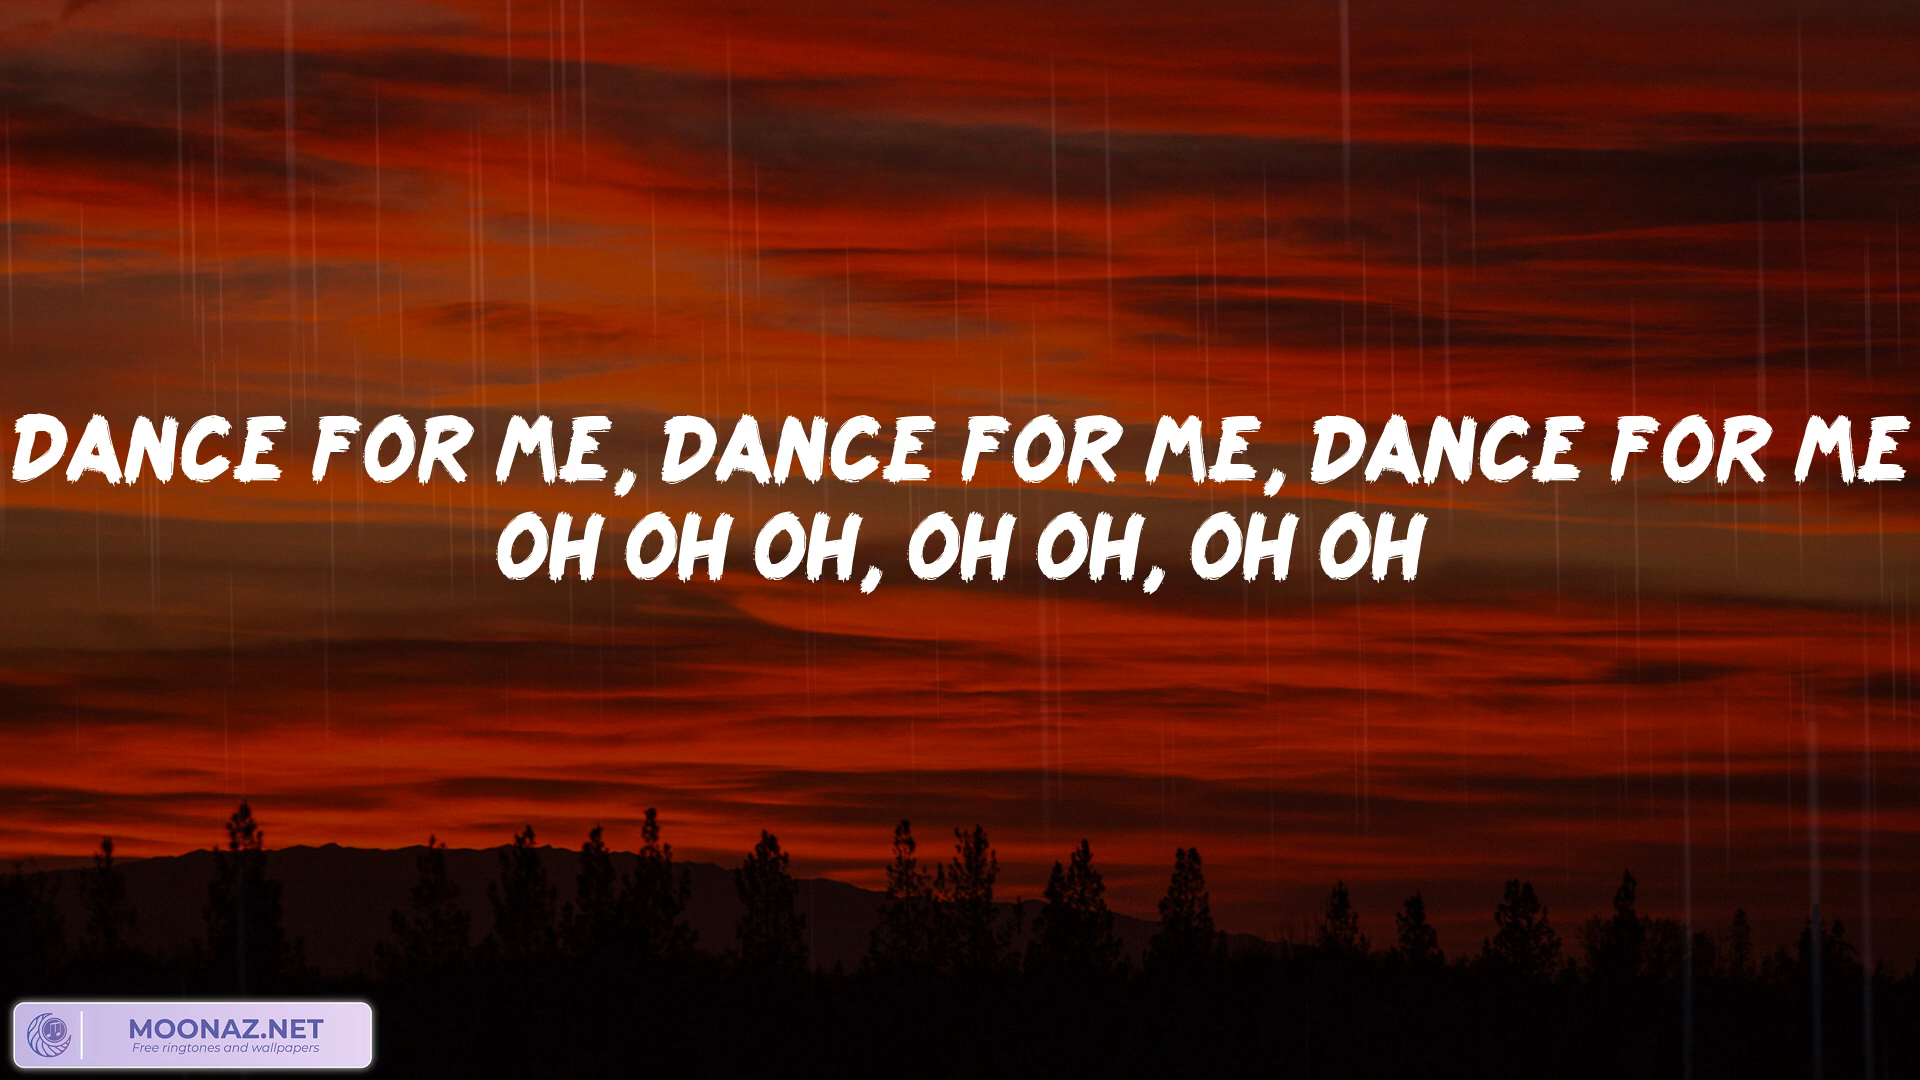 DANCE FOR ME, DANCE FOR ME, DANCE FOR ME
OH OH OH, OH OH, OH OH
MOONAZ.NET
Free ringtones and wallpapers